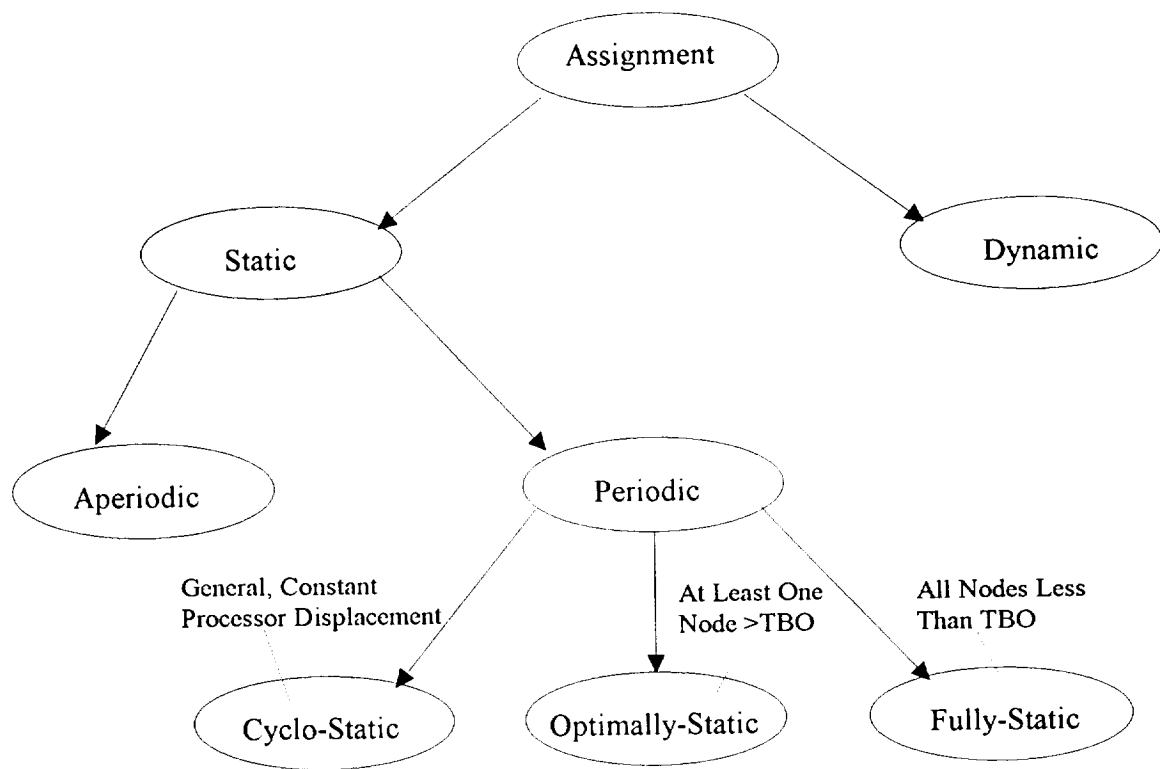 Assignment
Static
Dynamic
Aperiodic
Periodic
General, Constant
Processor Displacement
At Least One
Node >TBO
All Nodes Less
Than TBO
Cyclo-Static
Optimally-Static
Fully-Static